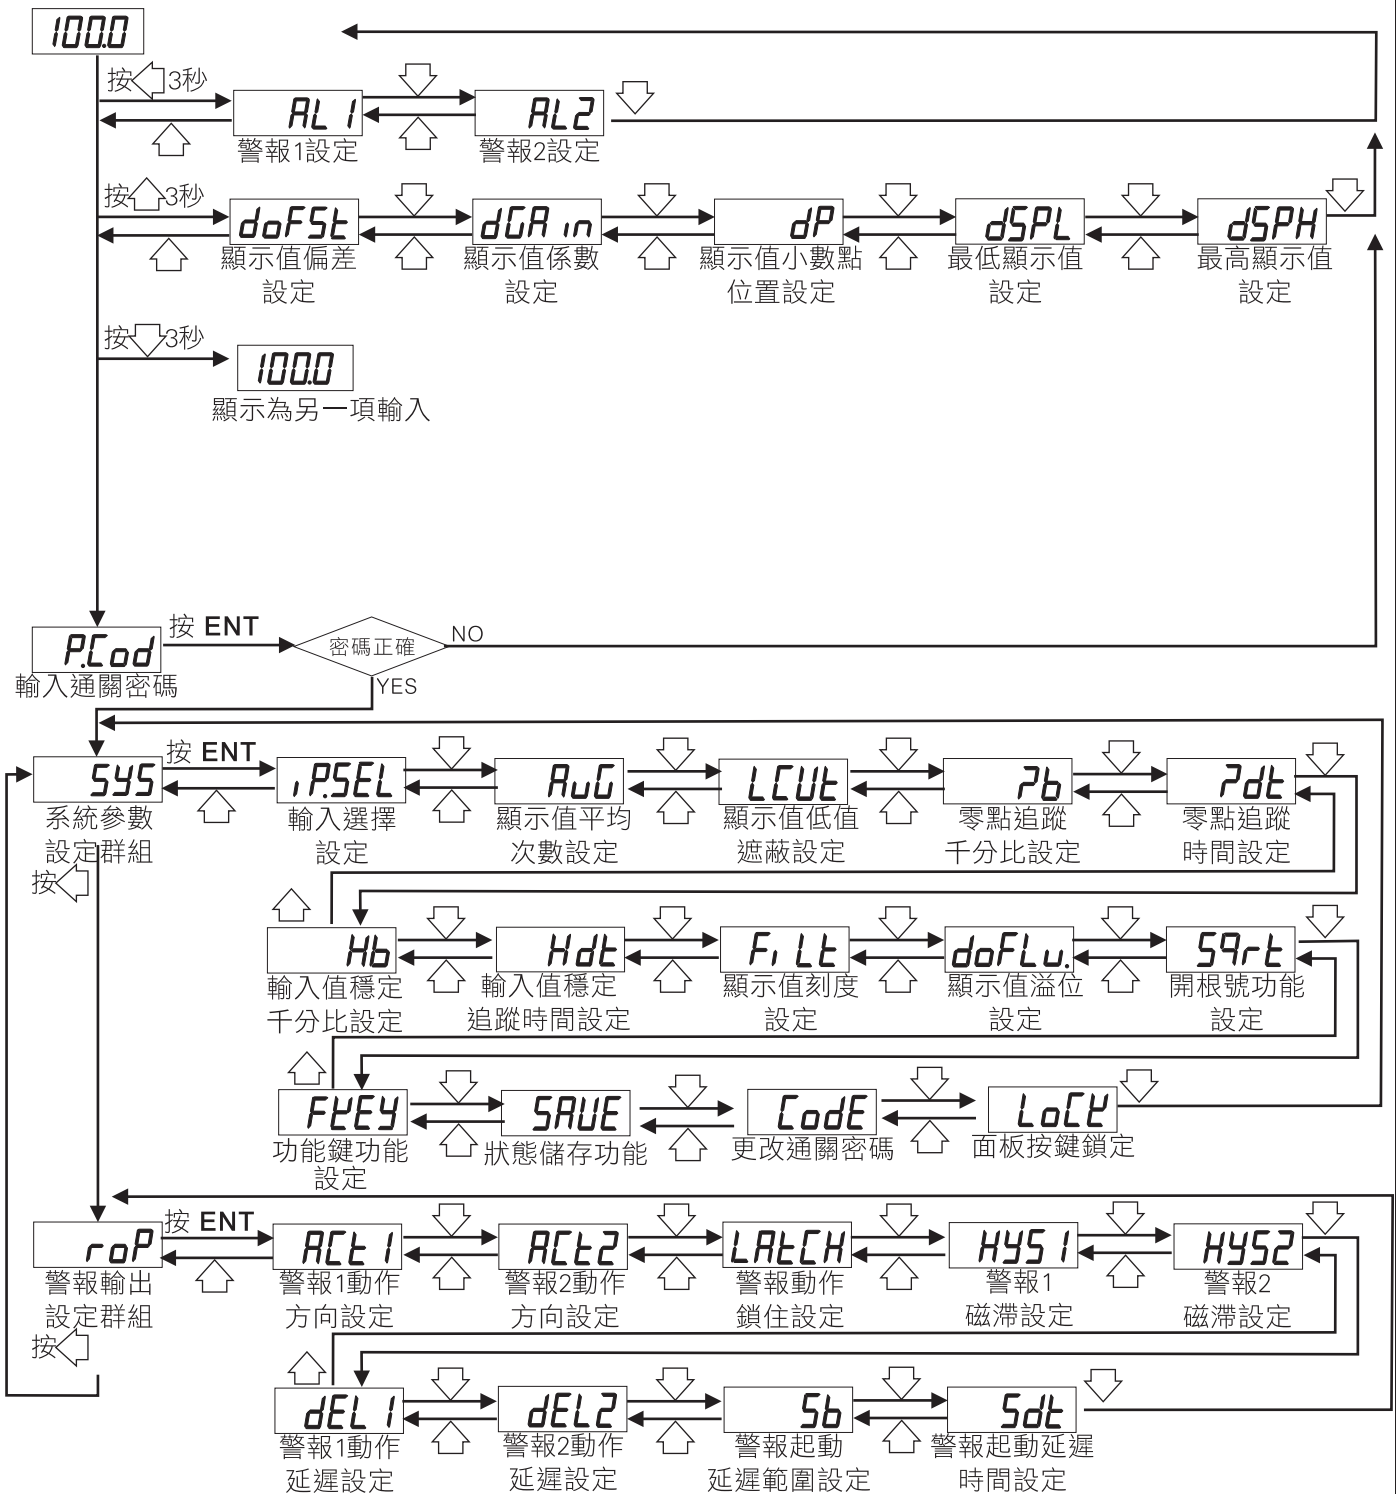 100.0
按 3秒
AL 1
AL2
警報1設定
警報2設定
按 3秒
doFSt
dGAin
dP
dSPL
dSPH
顯示值偏差
設定
顯示值係數
設定
顯示值小數點
位置設定
最低顯示值
設定
最高顯示值
設定
按 3秒
100.0
顯示為另一項輸入
P.Cod
按 ENT
密碼正確
NO
輸入通關密碼
YES
SYS
按 ENT
iP.SEL
AvG
LCUt
Zb
Zdt
系統參數
設定群組
輸入選擇
設定
顯示值平均
次數設定
顯示值低值
遮蔽設定
零點追蹤
千分比設定
零點追蹤
時間設定
按
Hb
Hdt
Fi Lt
doFLv.
S9rt
輸入值穩定
千分比設定
輸入值穩定
追蹤時間設定
顯示值刻度
設定
顯示值溢位
設定
開根號功能
設定
FKEY
SAVE
CodE
LoCK
功能鍵功能
設定
狀態儲存功能
更改通關密碼
面板按鍵鎖定
roP
按 ENT
ACt 1
ACt2
LAtCH
HYS1
HYS2
警報輸出
設定群組
警報1動作
方向設定
警報2動作
方向設定
警報動作
鎖住設定
警報1
磁滯設定
警報2
磁滯設定
按
dEL 1
dEL2
Sb
Sdt
警報1動作
延遲設定
警報2動作
延遲設定
警報起動
延遲範圍設定
警報起動延遲
時間設定